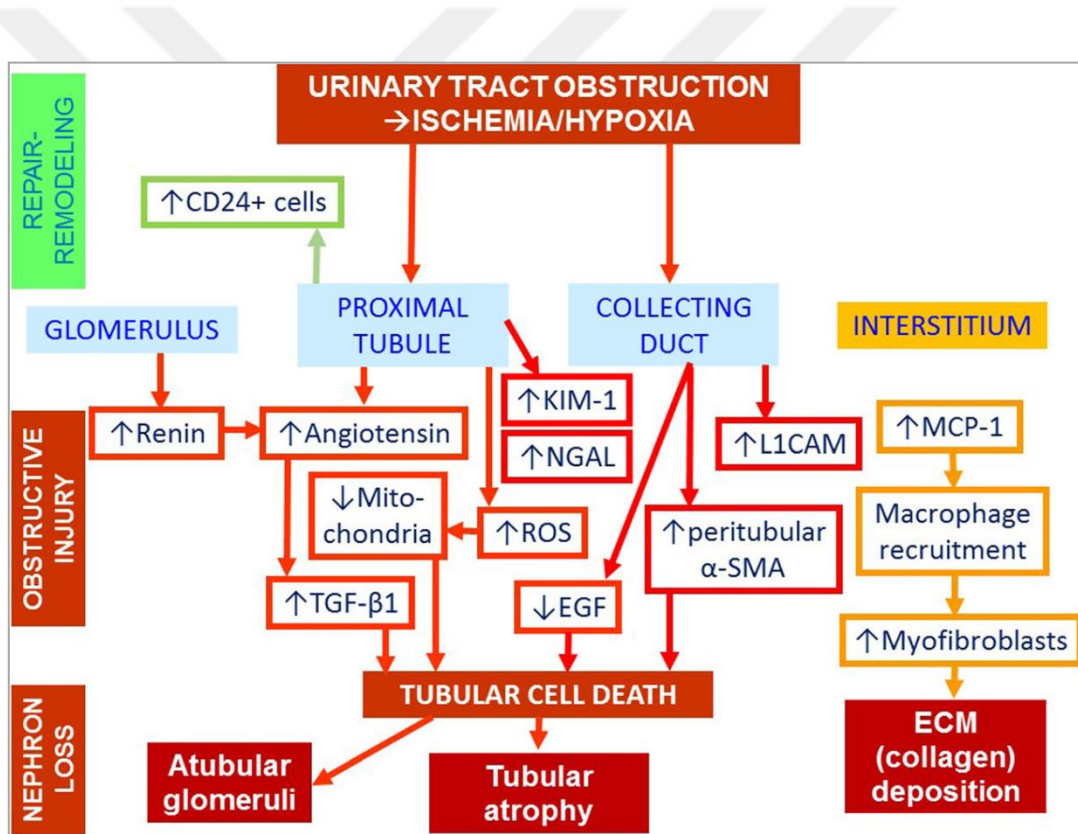 URINARY TRACT OBSTRUCTION
→ISCHEMIA/HYPOXIA
REPAIR-
REMODELING
↑CD24+ cells
GLOMERULUS
PROXIMAL
TUBULE
COLLECTING
DUCT
INTERSTITIUM
OBSTRUCTIVE
INJURY
↑Renin
↑Angiotensin
↑KIM-1
↑NGAL
↑L1CAM
↑MCP-1
↓Mito-
chondria
↑ROS
↑peritubular
α-SMA
Macrophage
recruitment
↑TGF-β1
↓EGF
↑Myofibroblasts
NEPHRON
LOSS
TUBULAR CELL DEATH
Atubular
glomeruli
Tubular
atrophy
ECM
(collagen)
deposition